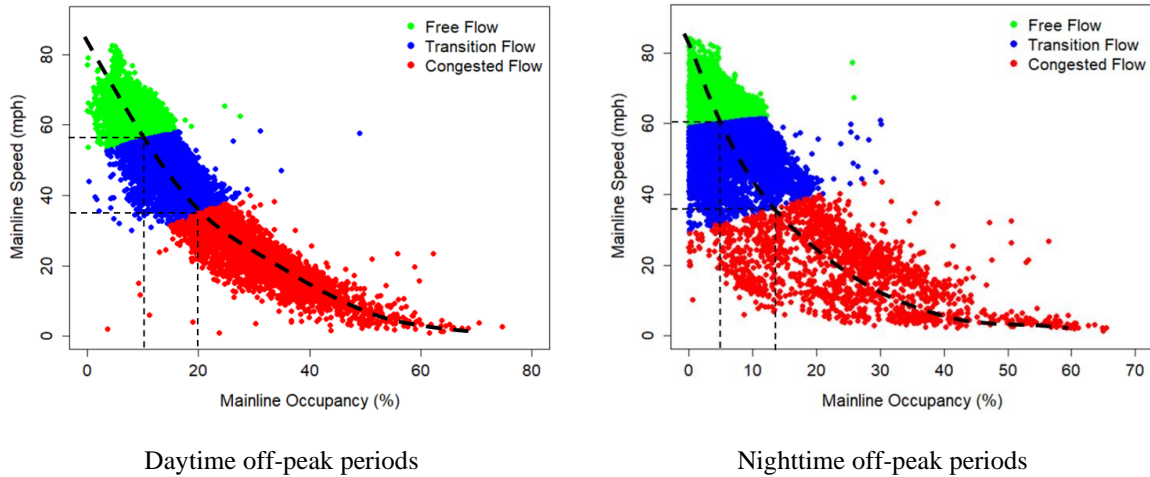 Free Flow
Transition Flow
Congested Flow
Mainline Speed (mph)
80
60
40
20
0
0 20 40 60 80
Mainline Occupancy (%)
Daytime off-peak periods
Free Flow
Transition Flow
Congested Flow
Mainline Speed (mph)
80
60
40
20
0
0 10 20 30 40 50 60 70
Mainline Occupancy (%)
Nighttime off-peak periods